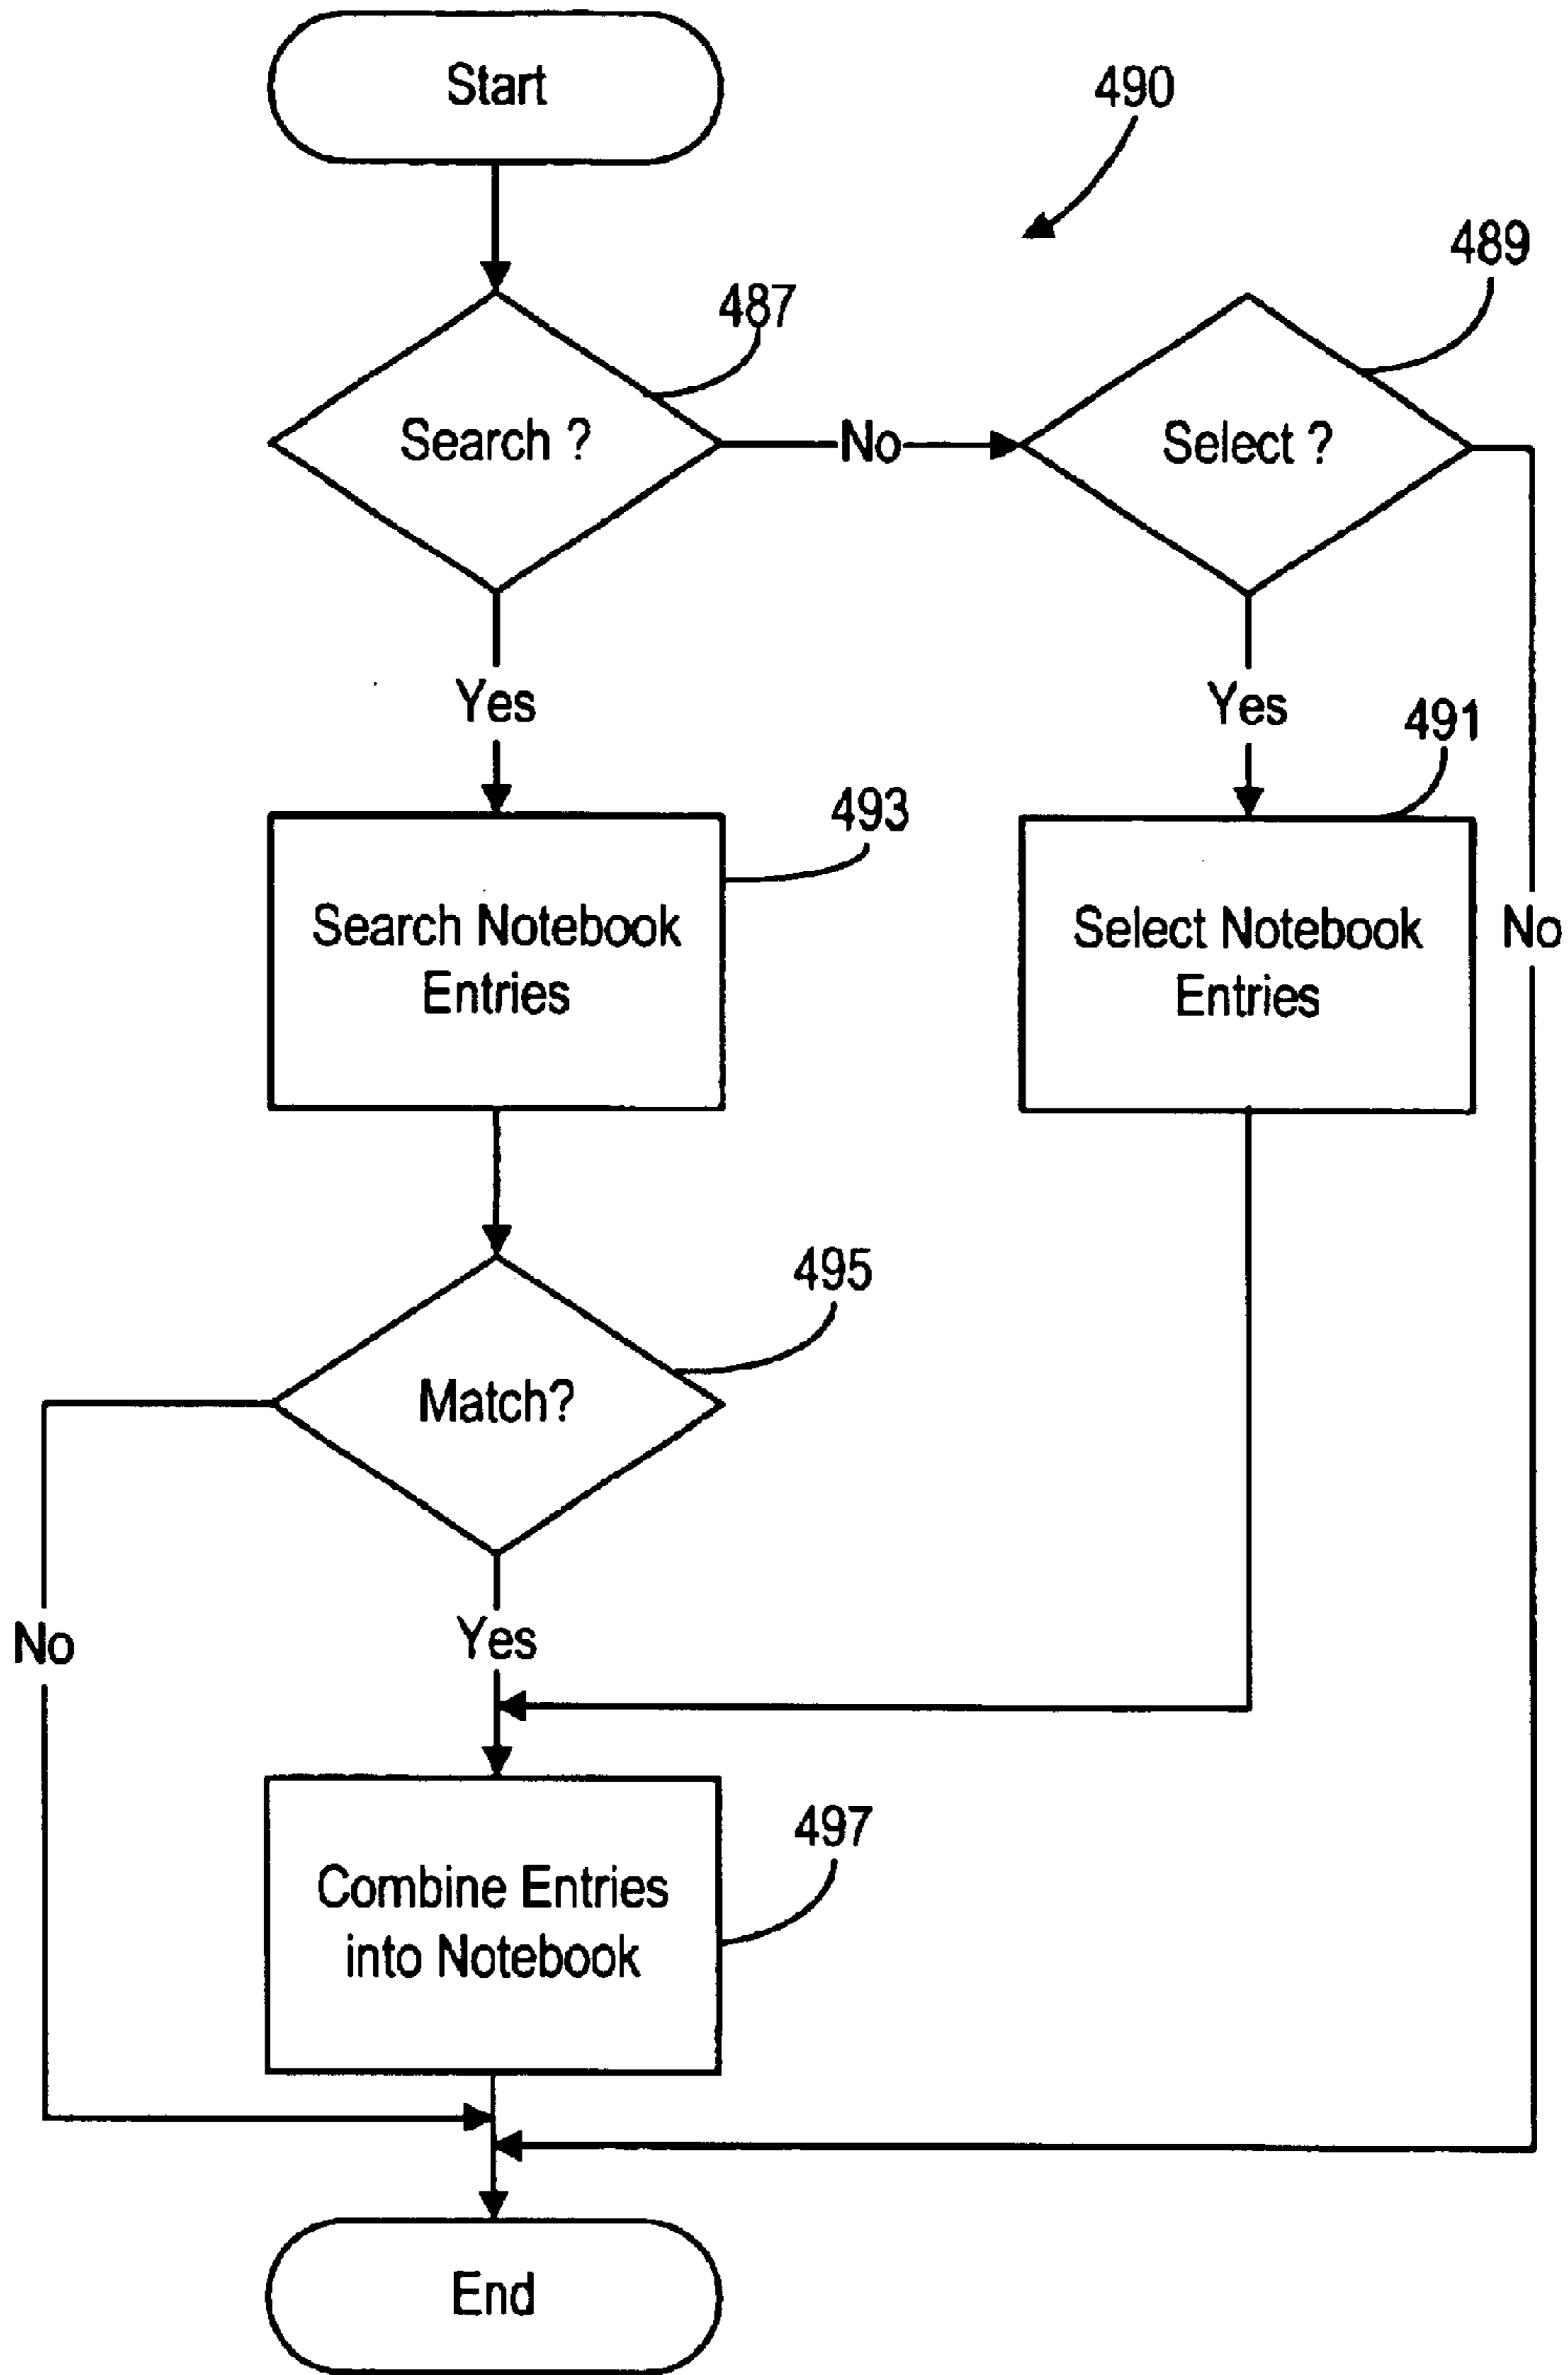 Start
490
489
487
Search ?
No
Select ?
Yes
Yes
491
493
Search Notebook
Entries
Select Notebook
Entries
No
495
Match?
No
Yes
497
Combine Entries
into Notebook
End